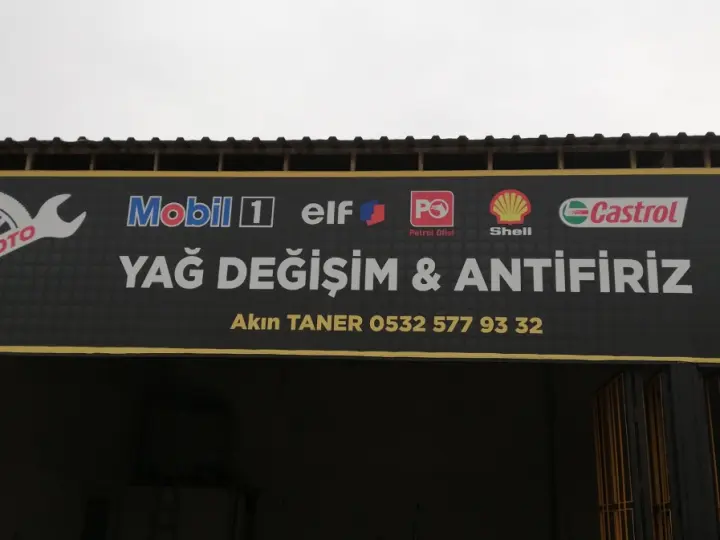 OTO
Mobil 1 elf PO Shell Castrol
Petrol Ofisi
YAĞ DEĞİŞİM & ANTİFİRİZ
Akın TANER 0532 577 93 32